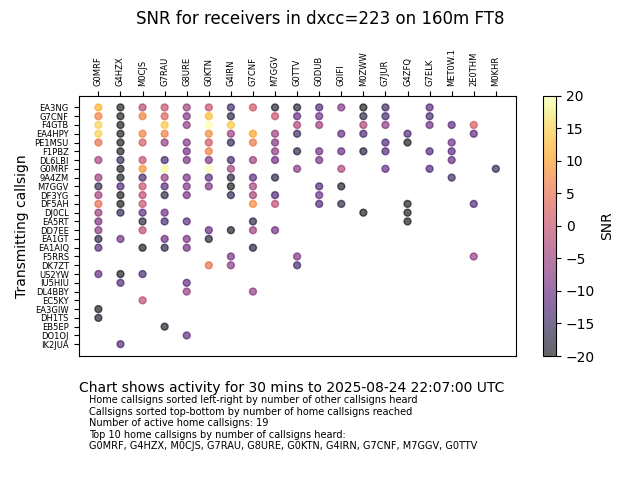 SNR for receivers in dxcc=223 on 160m FT8
G0MRF G4HZX M0CJS G7RAU G8URE G0KTN G4IRN G7CNF M7GGV G0TTV G0DUB G0IFI M0ZWW G7JUR G4ZFQ G7ELK MET0W.1 2E0THM M0KHR
Transmitting callsign
EA3NG
G7CNF
F4GTB
EA4HPY
PE1MSU
F1PBZ
DL6LBI
G0MRF
9A4ZM
M7GGV
DF3YG
DF5AH
DJ0CL
EA5RT
DD7EE
EA1GT
EA1AIQ
F5RRS
DK7ZT
US2YW
IU5HIU
DL4BBY
EC5KY
EA3GIW
DH1TS
EB5EP
DO1OJ
IK2JUA
20
15
10
5
0
−5
−10
−15
−20
SNR
Chart shows activity for 30 mins to 2025-08-24 22:07:00 UTC
Home callsigns sorted left-right by number of other callsigns heard
Callsigns sorted top-bottom by number of home callsigns reached
Number of active home callsigns: 19
Top 10 home callsigns by number of callsigns heard:
G0MRF, G4HZX, M0CJS, G7RAU, G8URE, G0KTN, G4IRN, G7CNF, M7GGV, G0TTV